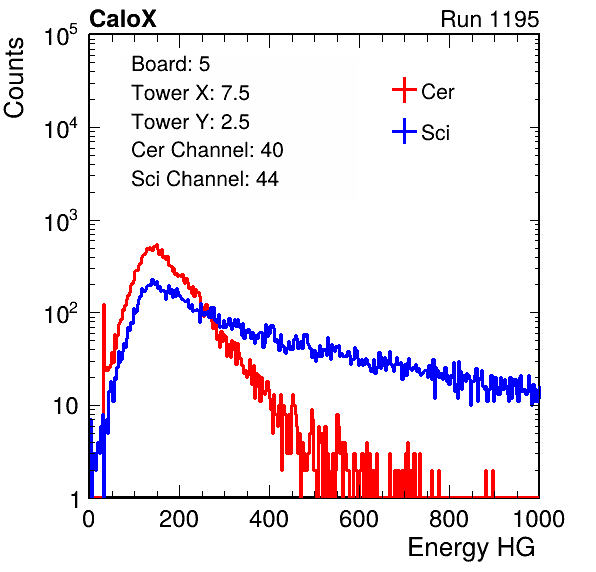 CaloX Run 1195
Counts
10^5
10^4
10^3
10^2
10
1
Board: 5
Tower X: 7.5
Tower Y: 2.5
Cer Channel: 40
Sci Channel: 44
Cer
Sci
0 200 400 600 800 1000
Energy HG